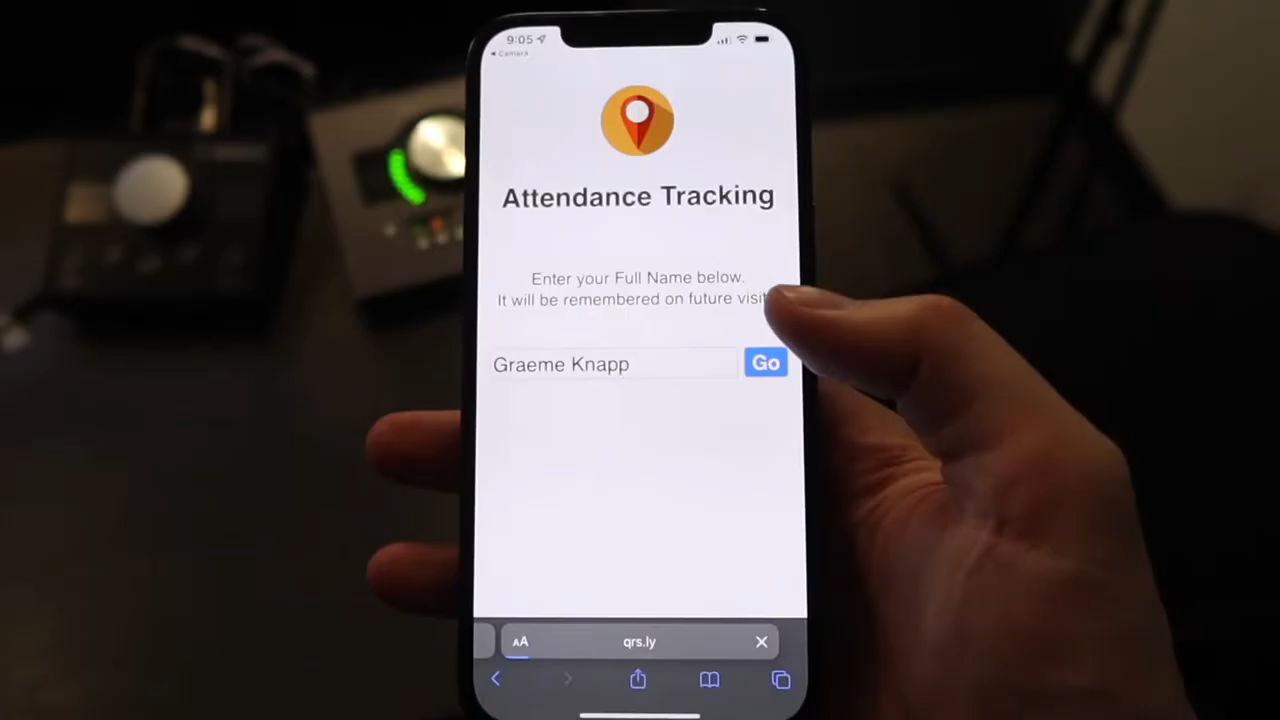 9:05
Camera
Attendance Tracking
Enter your Full Name below.
It will be remembered on future visit
Graeme Knapp
Go
AA
qrs.ly